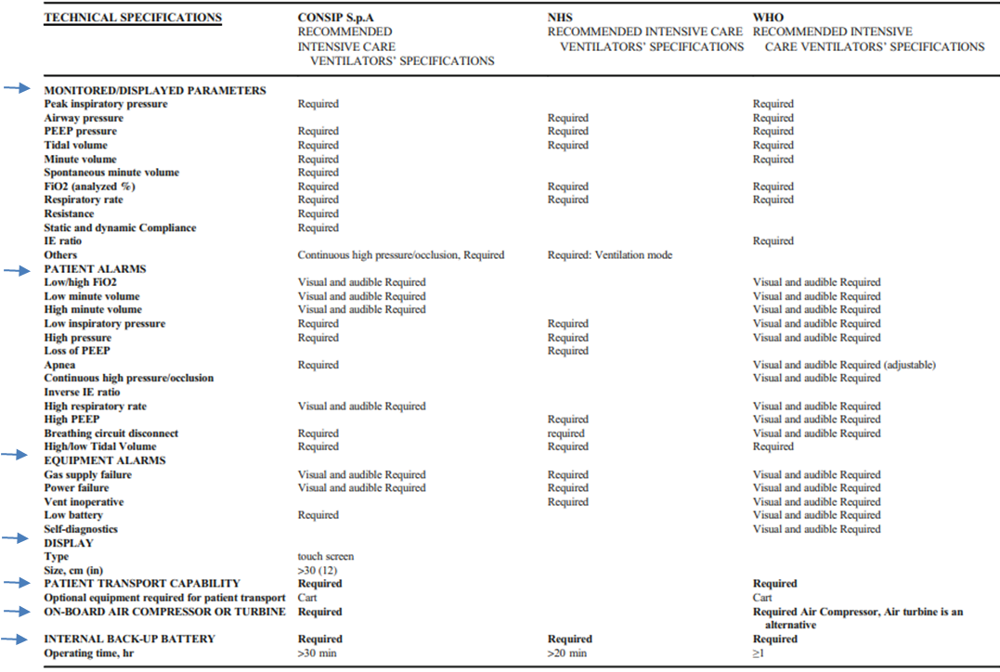 TECHNICAL SPECIFICATIONS CONSIP S.p.A NHS WHO
RECOMMENDED RECOMMENDED INTENSIVE CARE RECOMMENDED INTENSIVE
INTENSIVE CARE VENTILATORS' SPECIFICATIONS CARE VENTILATORS' SPECIFICATIONS
VENTILATORS' SPECIFICATIONS
MONITORED/DISPLAYED PARAMETERS
Peak inspiratory pressure Required Required
Airway pressure Required Required
PEEP pressure Required Required Required
Tidal volume Required Required Required
Minute volume Required Required
Spontaneous minute volume Required
FiO2 (analyzed %) Required Required Required
Respiratory rate Required Required Required
Resistance Required
Static and dynamic Compliance Required
IE ratio Required
Others Continuous high pressure/occlusion, Required Required: Ventilation mode
PATIENT ALARMS
Low/high FiO2 Visual and audible Required Visual and audible Required
Low minute volume Visual and audible Required Visual and audible Required
High minute volume Visual and audible Required Visual and audible Required
Low inspiratory pressure Required Required Visual and audible Required
High pressure Required Required Visual and audible Required
Loss of PEEP Required
Apnea Required Visual and audible Required (adjustable)
Continuous high pressure/occlusion Visual and audible Required
Inverse IE ratio
High respiratory rate Visual and audible Required Visual and audible Required
High PEEP Required Visual and audible Required
Breathing circuit disconnect Required required Visual and audible Required
High/low Tidal Volume Required Required Required
EQUIPMENT ALARMS
Gas supply failure Visual and audible Required Required Visual and audible Required
Power failure Visual and audible Required Required Visual and audible Required
Vent inoperative Required Visual and audible Required
Low battery Required Visual and audible Required
Self-diagnostics Visual and audible Required
DISPLAY
Type touch screen
Size, cm (in) >30 (12)
PATIENT TRANSPORT CAPABILITY Required Required
Optional equipment required for patient transport Cart Cart
ON-BOARD AIR COMPRESSOR OR TURBINE Required Required Air Compressor, Air turbine is an
alternative
INTERNAL BACK-UP BATTERY Required Required Required
Operating time, hr >30 min >20 min ≥1